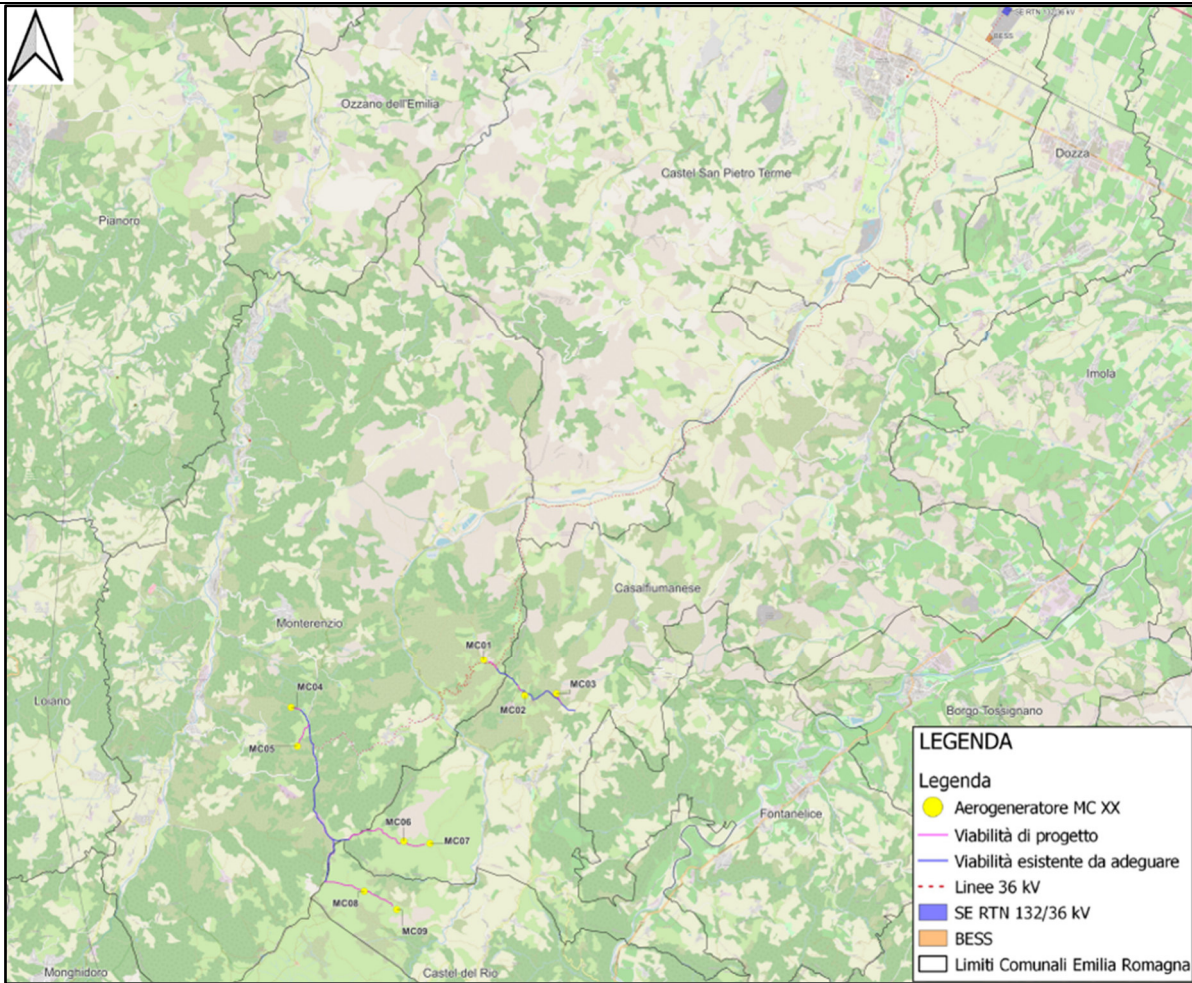 SE RTN 132/36 kV
BESS
Ozzano dell'Emilia
Dozza
Castel San Pietro Terme
Pianoro
Imola
Casalfiumanese
Monterenzio
MC01
MC04
MC03
Loiano
MC02
Borgo Tossignano
MC05
LEGENDA
Legenda
Aerogeneratore MC XX
Fontanelice
MC06
Viabilità di progetto
MC07
Viabilità esistente da adeguare
Linee 36 kV
MC08
SE RTN 132/36 kV
MC09
BESS
Monghidoro
Castel del Rio
Limiti Comunali Emilia Romagna